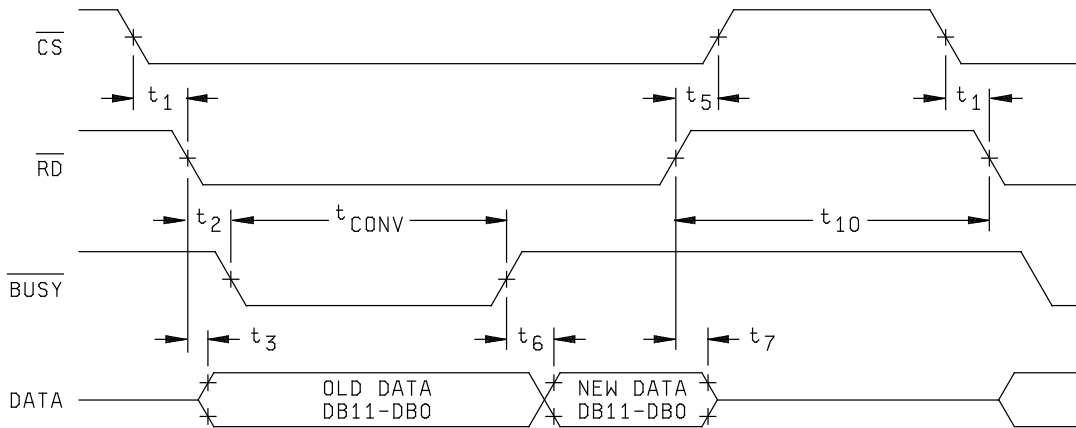 CS
t1
t5
t1
RD
t2
tCONV
t10
BUSY
t3
t6
t7
DATA
OLD DATA
DB11-DB0
NEW DATA
DB11-DB0